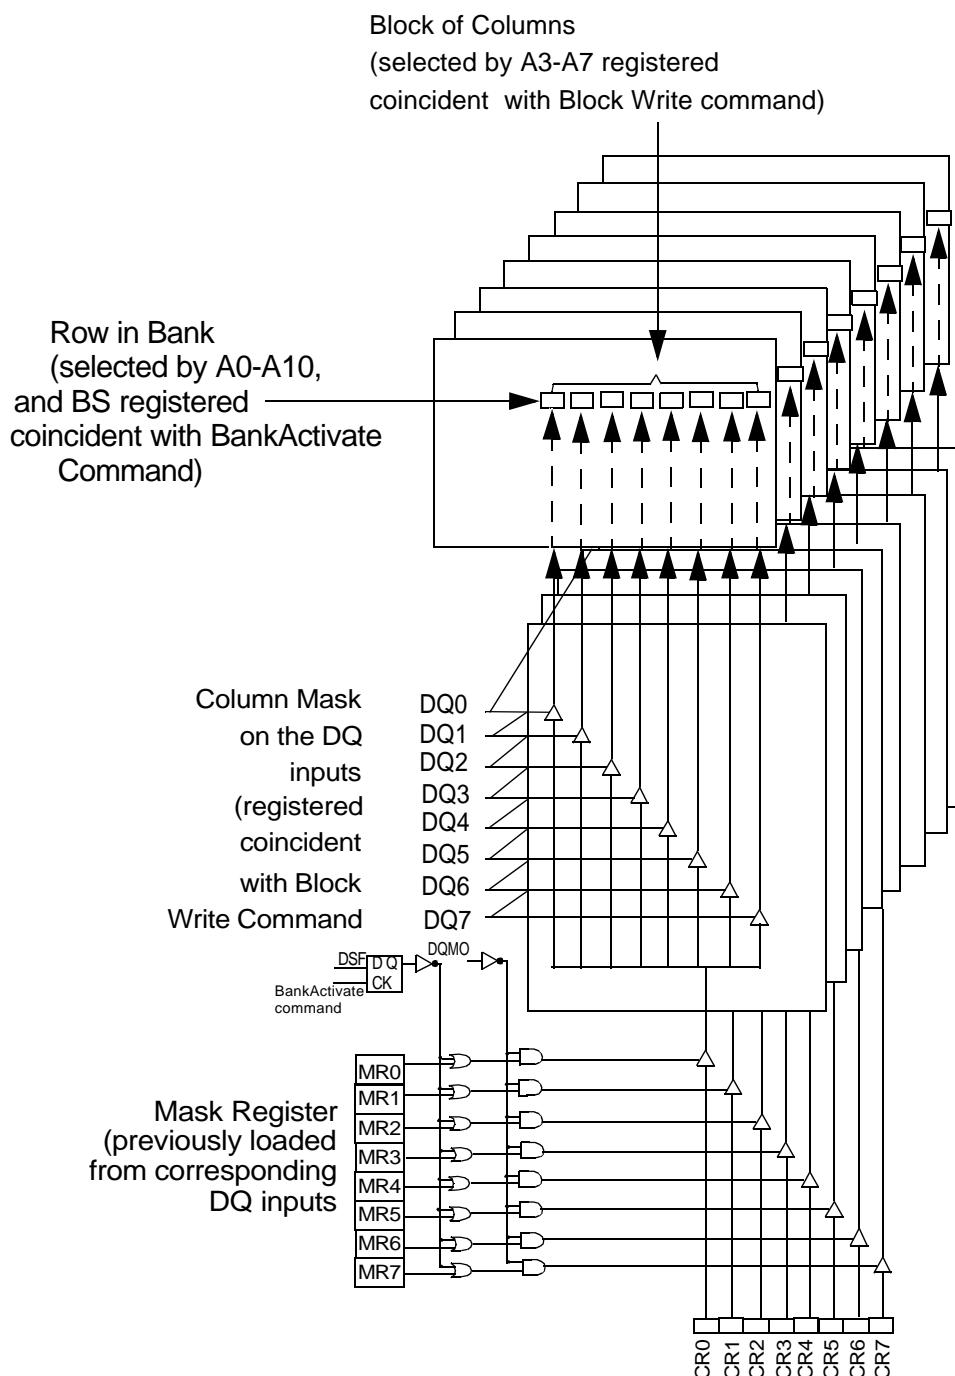 Block of Columns
(selected by A3-A7 registered
coincident with Block Write command)
Row in Bank
(selected by A0-A10,
and BS registered
coincident with BankActivate
Command)
Column Mask
on the DQ
inputs
(registered
coincident
with Block
Write Command
DQ0
DQ1
DQ2
DQ3
DQ4
DQ5
DQ6
DQ7
DSF
D Q
CK
DQM0
BankActivate
command
MR0
MR1
MR2
MR3
MR4
MR5
MR6
MR7
Mask Register
(previously loaded
from corresponding
DQ inputs
CR0
CR1
CR2
CR3
CR4
CR5
CR6
CR7